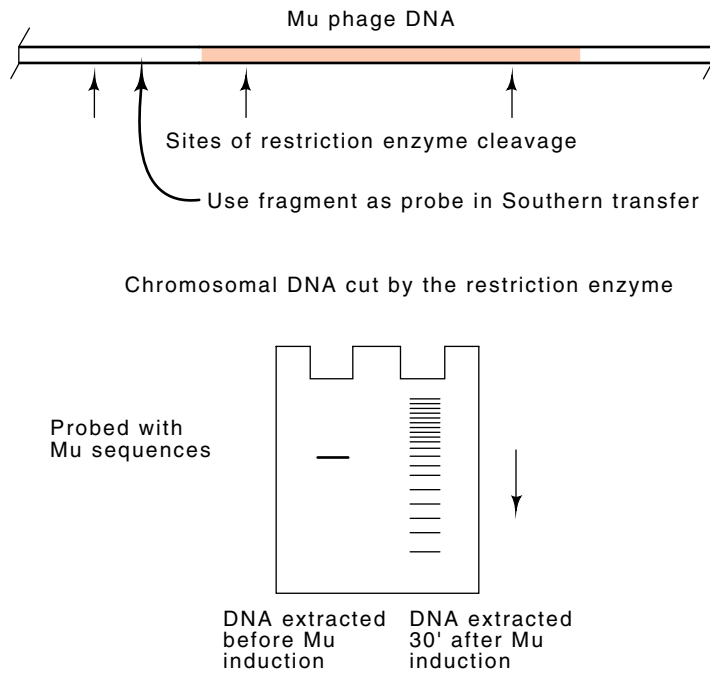 Mu phage DNA
Sites of restriction enzyme cleavage
Use fragment as probe in Southern transfer
Chromosomal DNA cut by the restriction enzyme
Probed with
Mu sequences
DNA extracted
before Mu
induction
DNA extracted
30' after Mu
induction